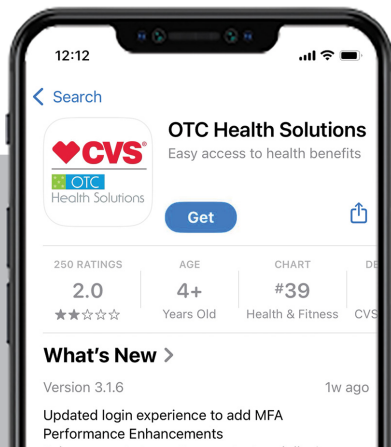 12:12
Search
CVS
OTC
Health Solutions
OTC Health Solutions
Easy access to health benefits
Get
250 RATINGS
2.0
AGE
4+
Years Old
CHART
#39
Health & Fitness
CVS
What's New
Version 3.1.6
1w ago
Updated login experience to add MFA
Performance Enhancements